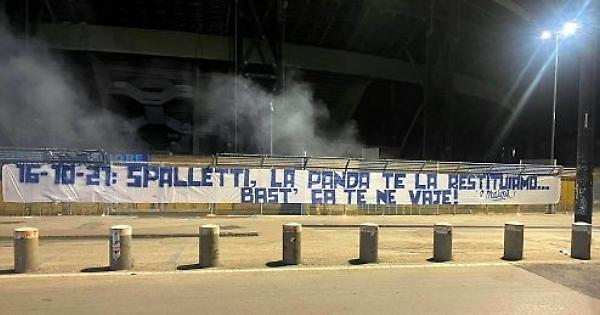 16-10-21: SPALLETTI, LA PANDA TE LA RESTITUIAMO...
BAST' CA TE NE VAJE!